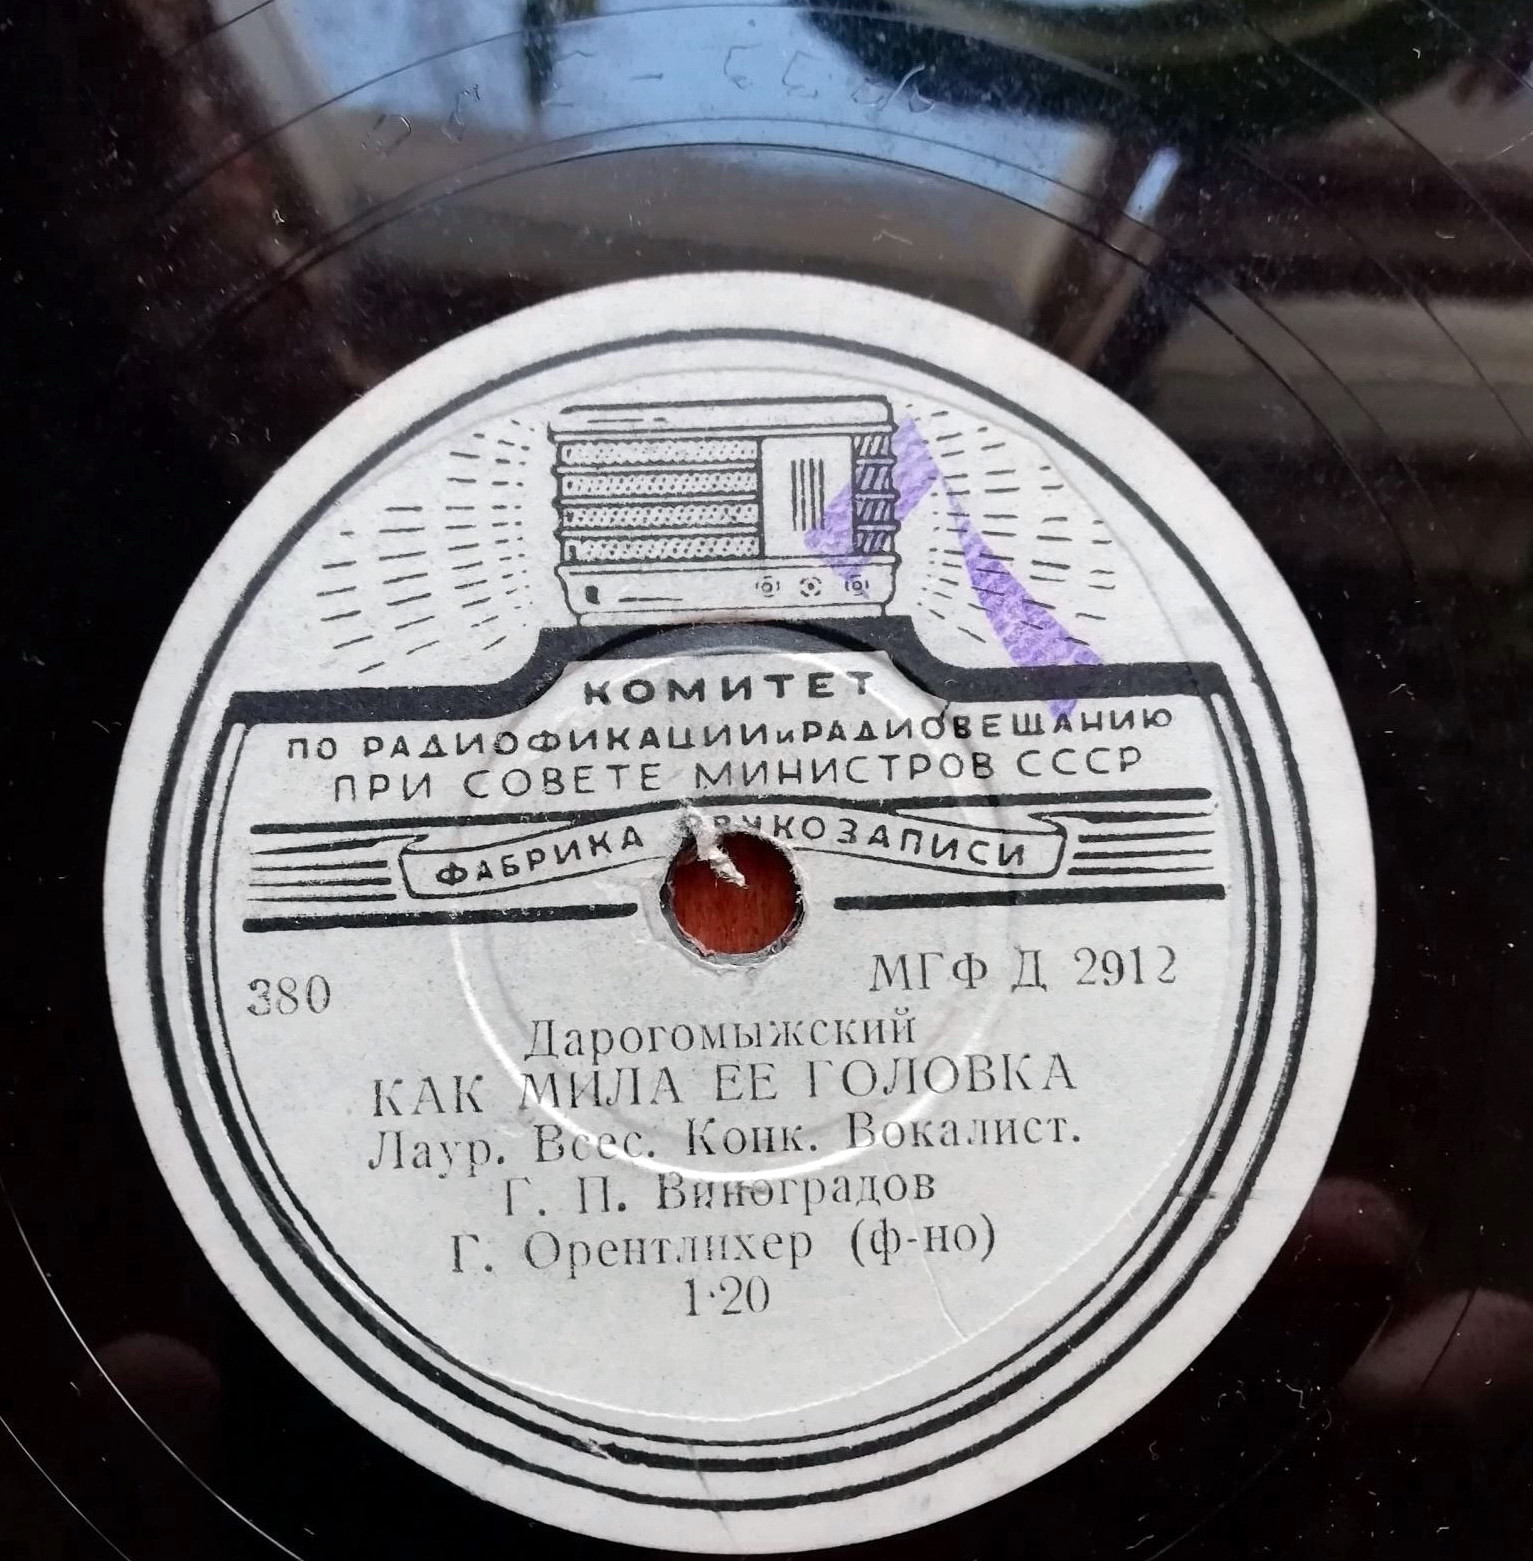 КОМИТЕТ
ПО РАДИОФИКАЦИИ и РАДИОВЕЩАНИЮ
ПРИ СОВЕТЕ МИНИСТРОВ СССР
ФАБРИКА ЗВУКОЗАПИСИ
380
МГФ Д 2912
Дарогомыжский
КАК МИЛА ЕЕ ГОЛОВКА
Лаур. Всес. Конк. Вокалист.
Г. П. Виноградов
Г. Орентлихер (ф-но)
1·20